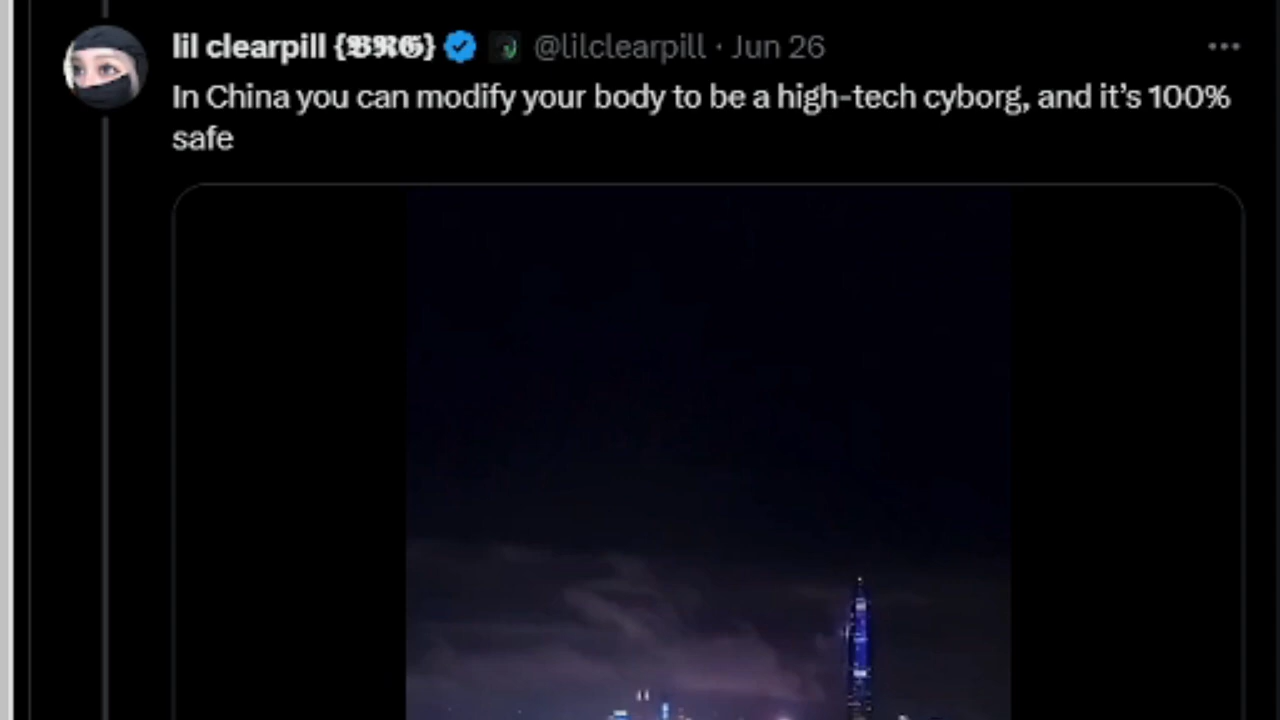 lil clearpill { } @lilclearpill · Jun 26
In China you can modify your body to be a high-tech cyborg, and it’s 100%
safe